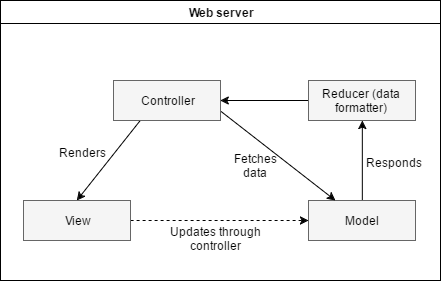 Web server
Controller
Reducer (data
formatter)
Renders
Fetches
data
Responds
View
Updates through
controller
Model